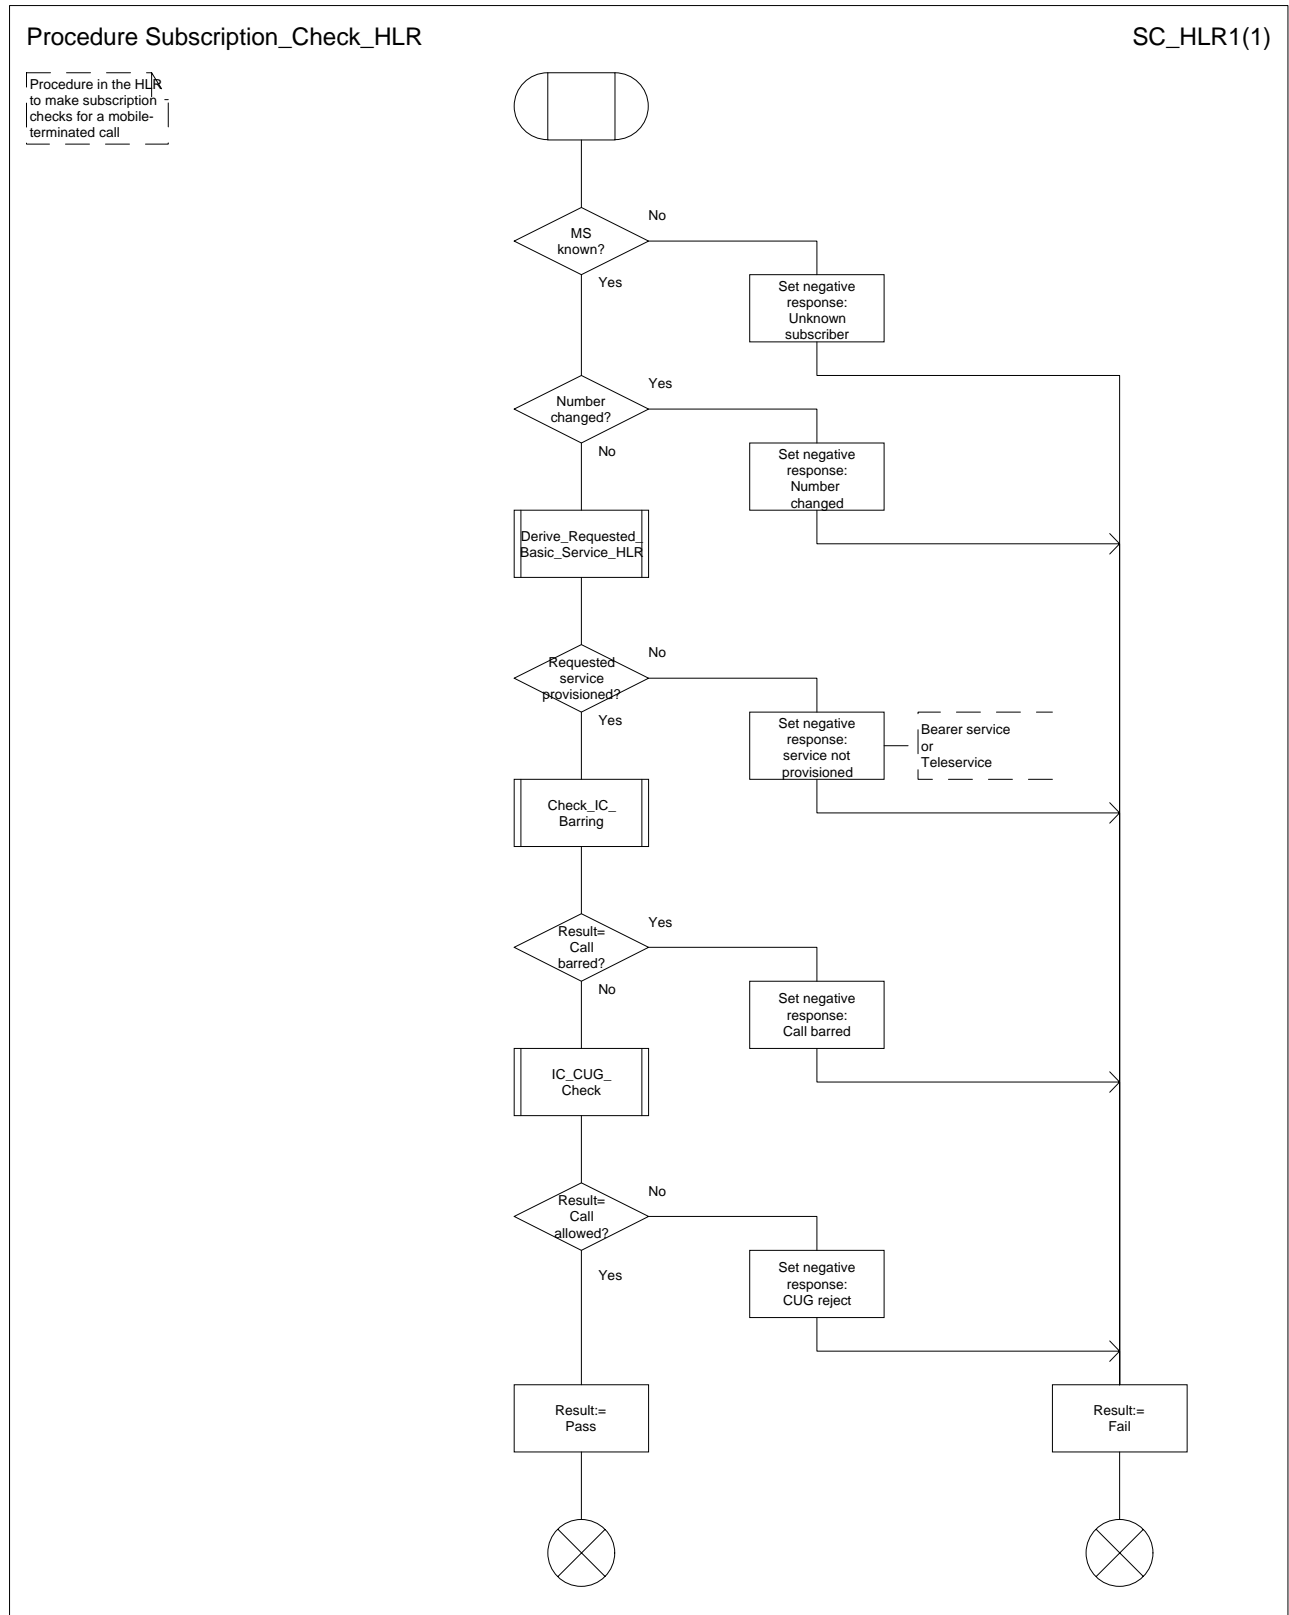 Procedure Subscription_Check_HLR
SC_HLR1(1)
Procedure in the HLR
to make subscription
checks for a mobile-
terminated call
MS
known?
No
Yes
Set negative
response:
Unknown
subscriber
Number
changed?
Yes
No
Set negative
response:
Number
changed
Derive_Requested_
Basic_Service_HLR
Requested
service
provisioned?
No
Yes
Set negative
response:
service not
provisioned
Bearer service
or
Teleservice
Check_IC_
Barring
Result=
Call
barred?
Yes
No
Set negative
response:
Call barred
IC_CUG_
Check
Result=
Call
allowed?
No
Yes
Set negative
response:
CUG reject
Result:=
Pass
Result:=
Fail